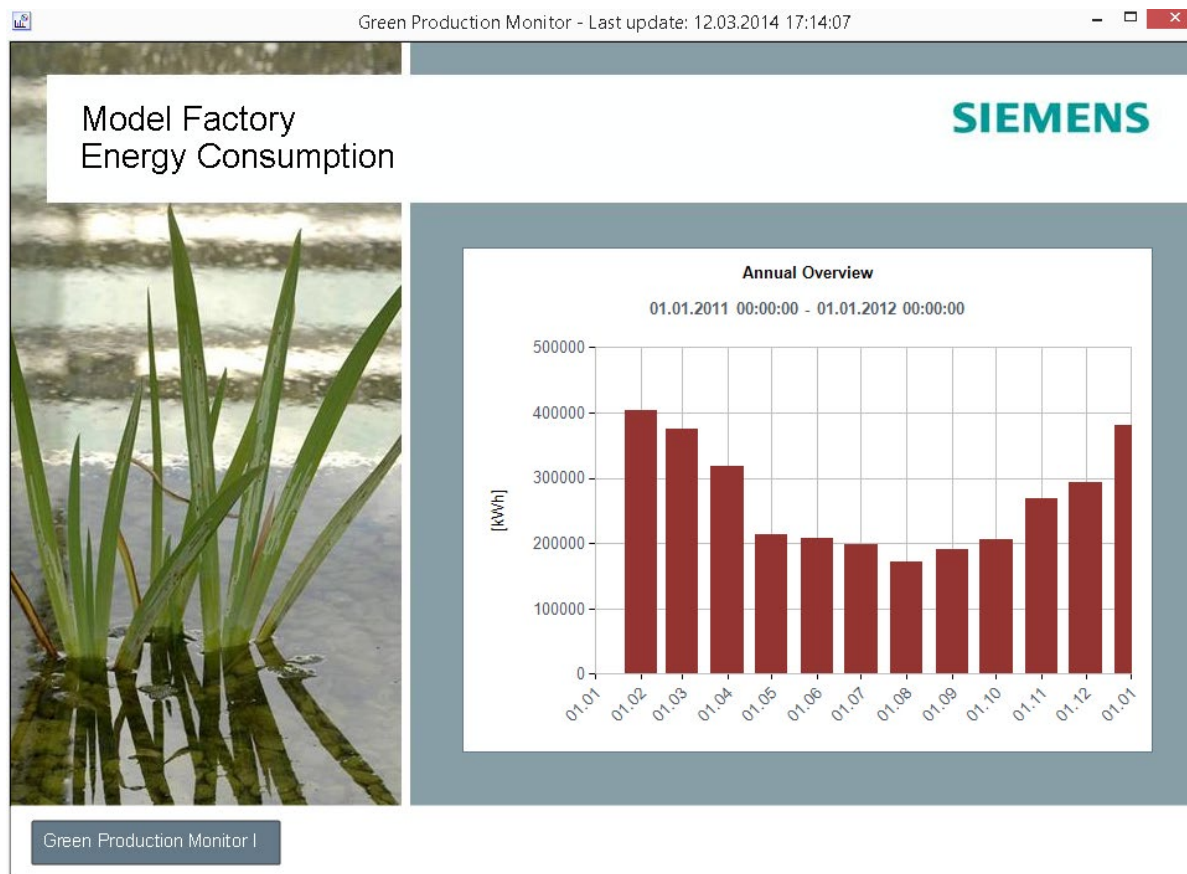 Green Production Monitor - Last update: 12.03.2014 17:14:07
Model Factory
Energy Consumption
SIEMENS
Annual Overview
01.01.2011 00:00:00 - 01.01.2012 00:00:00
[kWh]
500000
400000
300000
200000
100000
0
01.01
01.02
01.03
01.04
01.05
01.06
01.07
01.08
01.09
01.10
01.11
01.12
01.01
Green Production Monitor I